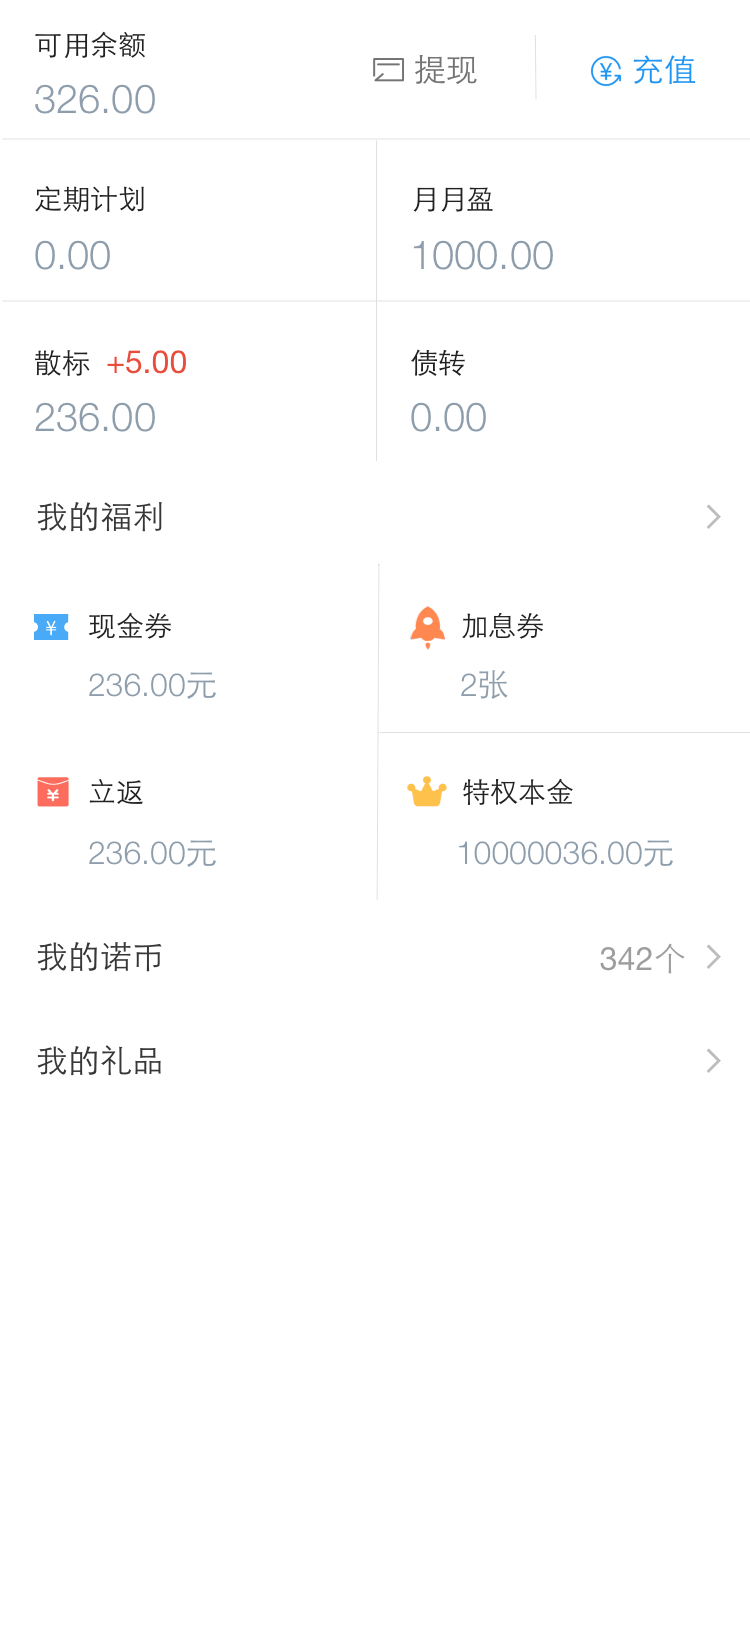 可用余额
326.00
提现
充值
定期计划
0.00
月月盈
1000.00
散标 +5.00
236.00
债转
0.00
我的福利
¥ 现金券
236.00元
加息券
2张
¥ 立返
236.00元
特权本金
10000036.00元
我的诺币 342个
我的礼品